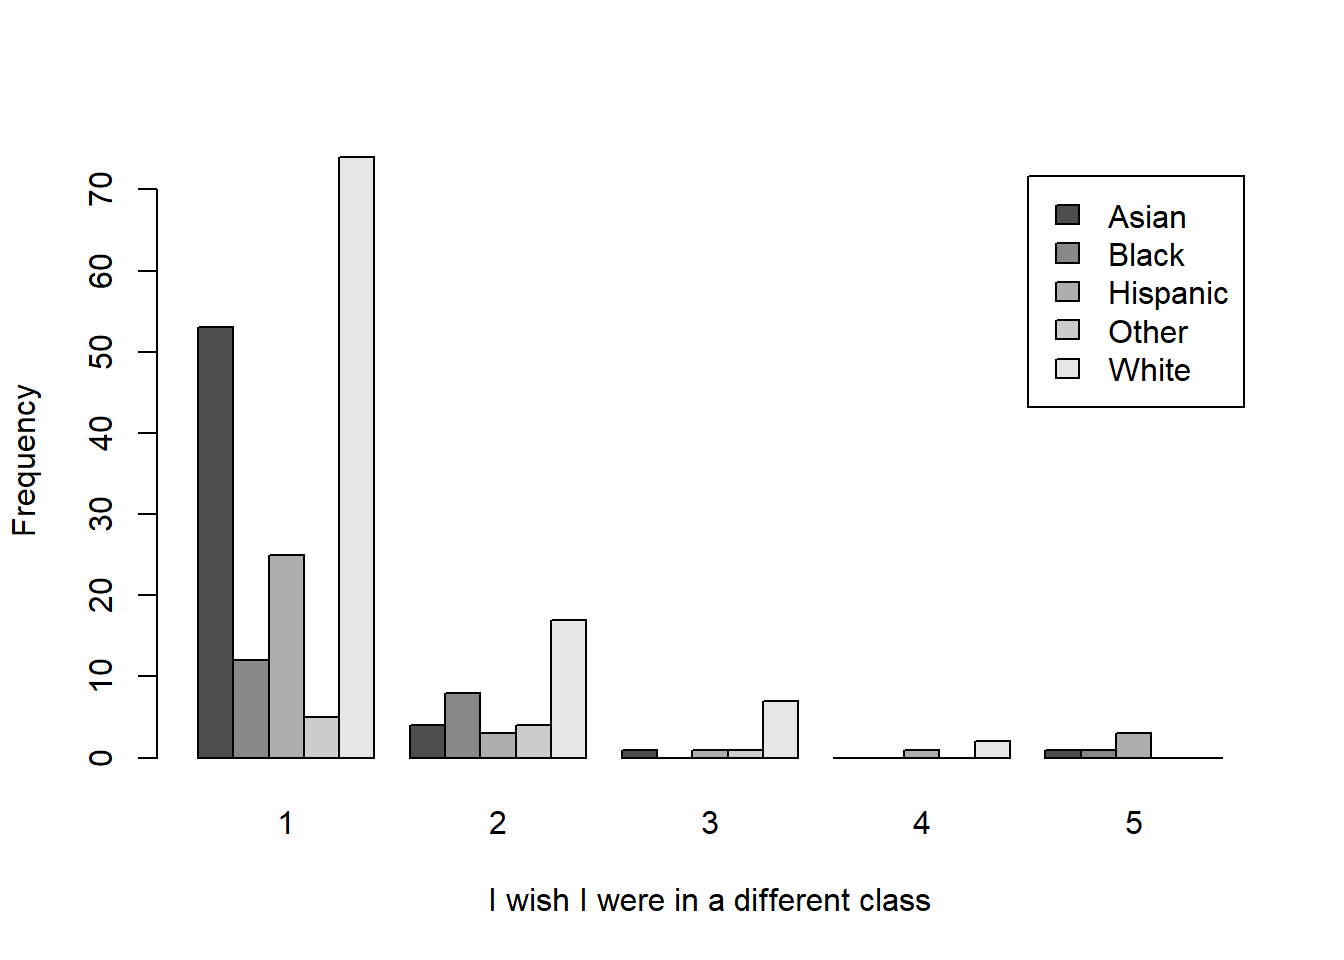 70
60
50
40
30
20
10
0
Frequency
Asian
Black
Hispanic
Other
White
1 2 3 4 5
I wish I were in a different class